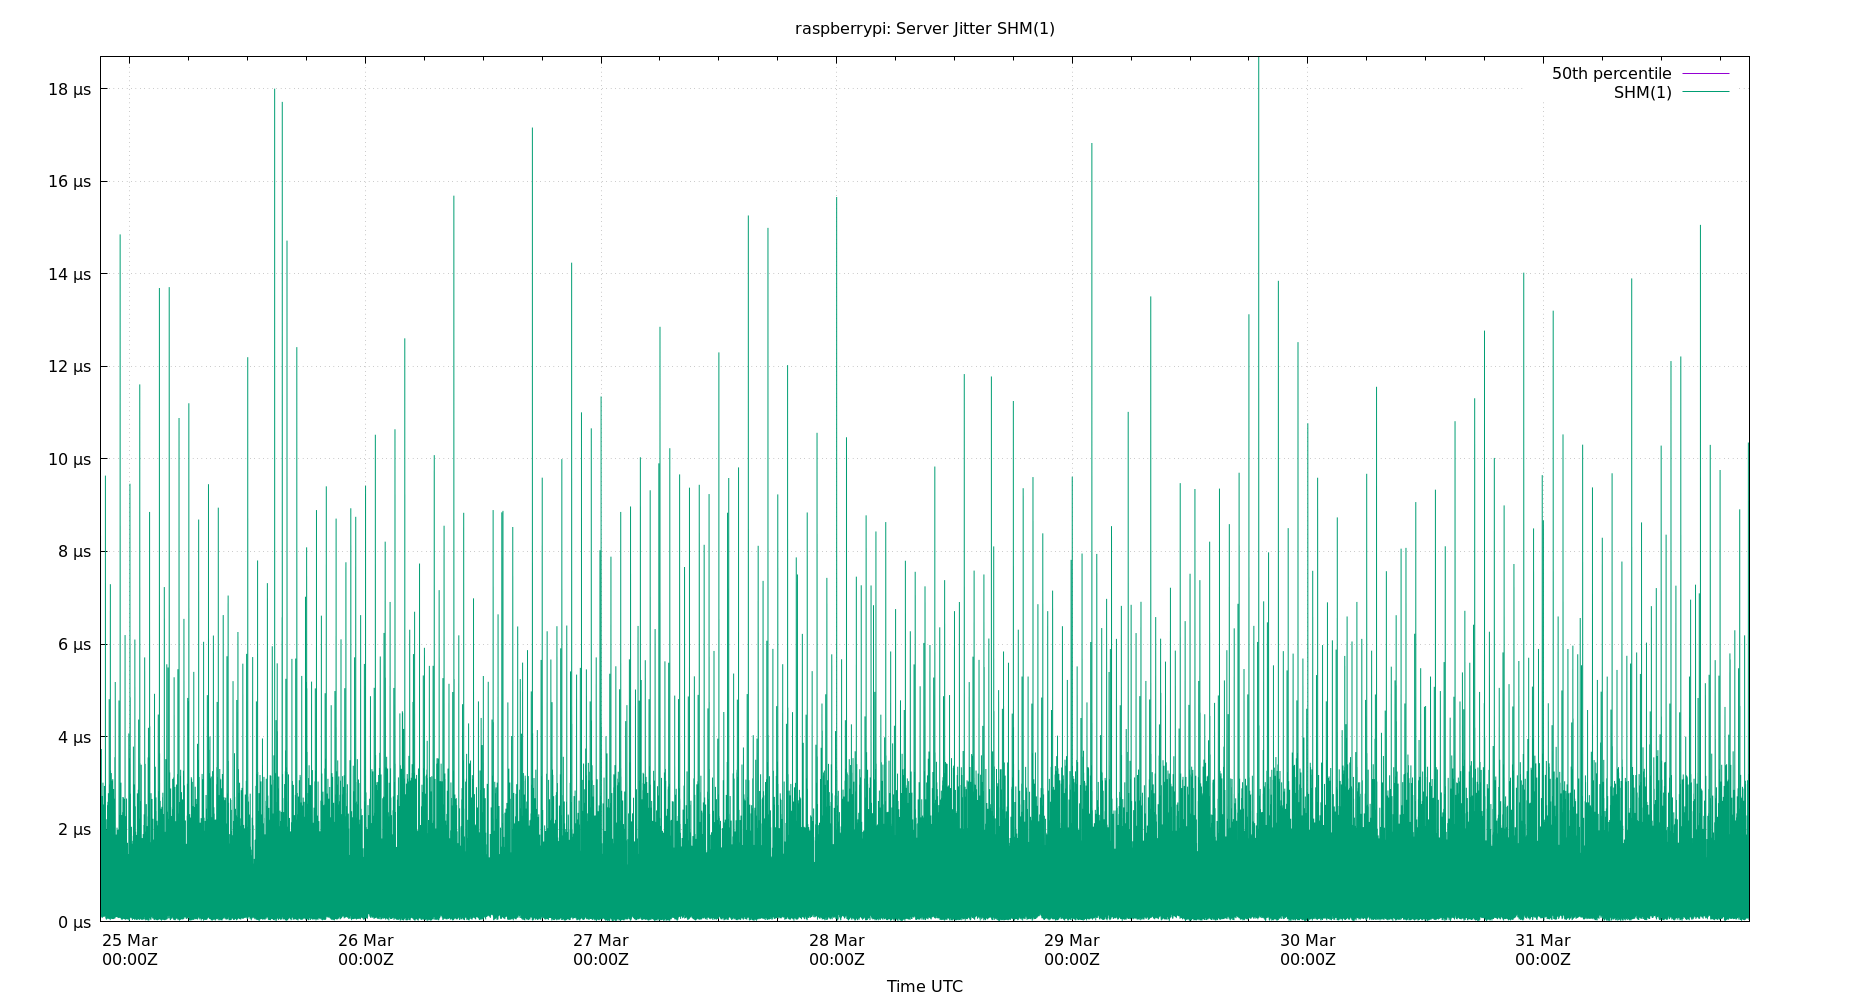 raspberrypi: Server Jitter SHM(1)
50th percentile
SHM(1)
18 µs
16 µs
14 µs
12 µs
10 µs
8 µs
6 µs
4 µs
2 µs
0 µs
25 Mar 26 Mar 27 Mar 28 Mar 29 Mar 30 Mar 31 Mar
00:00Z 00:00Z 00:00Z 00:00Z 00:00Z 00:00Z 00:00Z
Time UTC